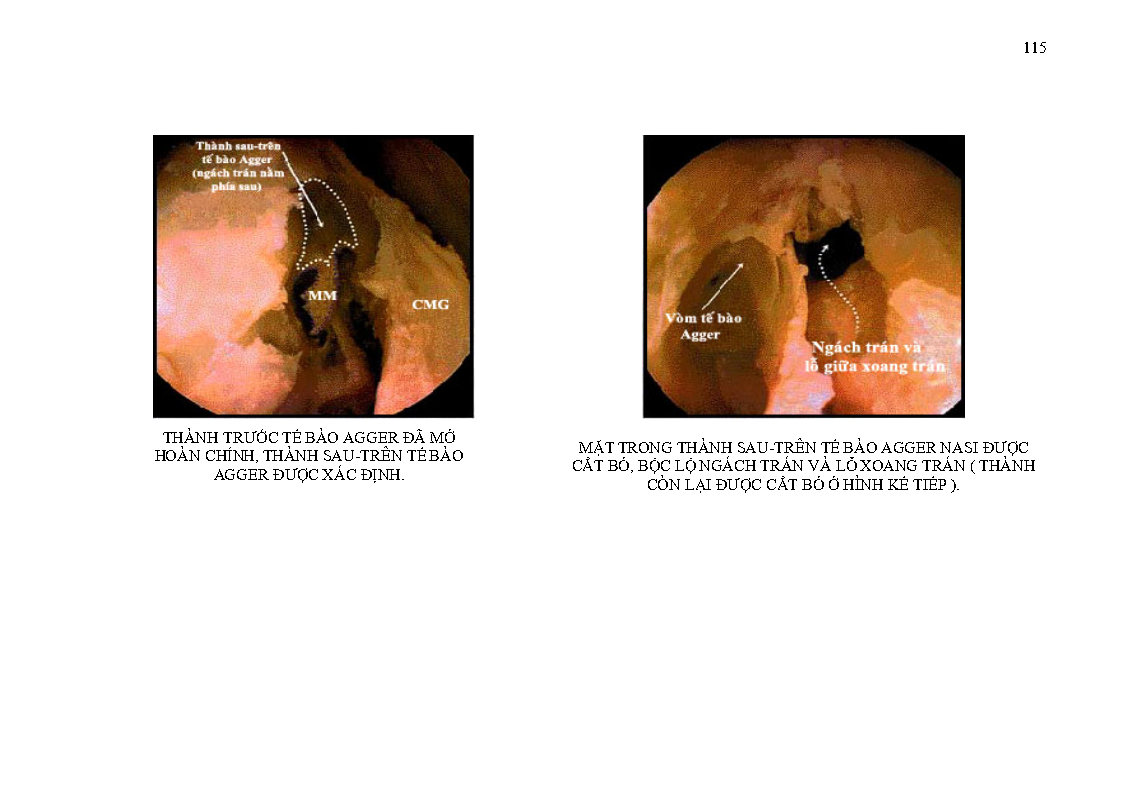 115
Thành sau-trên
tế bào Agger
(ngách trán nằm
phía sau)
MM
CMG
THÀNH TRƯỚC TẾ BÀO AGGER ĐÃ MỞ
HOÀN CHỈNH, THÀNH SAU-TRÊN TẾ BÀO
AGGER ĐƯỢC XÁC ĐỊNH.
Vòm tế bào
Agger
Ngách trán và
lỗ giữa xoang trán
MẶT TRONG THÀNH SAU-TRÊN TẾ BÀO AGGER NASI ĐƯỢC
CẮT BỎ, BỘC LỘ NGÁCH TRÁN VÀ LỖ XOANG TRÁN ( THÀNH
CÒN LẠI ĐƯỢC CẮT BỎ Ở HÌNH KẾ TIẾP ).